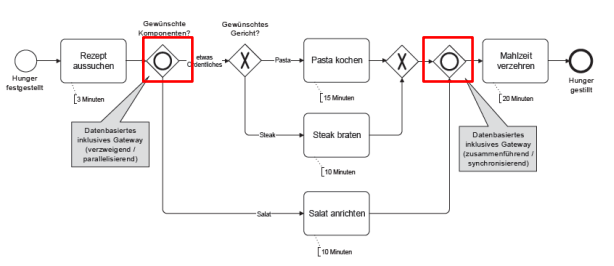 Gewünschte
Komponenten?
Gewünschtes
Gericht?
Rezept
aussuchen
etwas
Ordentliches
Pasta
Pasta kochen
Mahlzeit
verzehren
Hunger
festgestellt
Hunger
gestillt
3 Minuten
15 Minuten
20 Minuten
Datenbasiertes
inklusives Gateway
(verzweigend /
parallelisierend)
Steak
Steak braten
Datenbasiertes
inklusives Gateway
(zusammenführend /
synchronisierend)
10 Minuten
Salat
Salat anrichten
10 Minuten